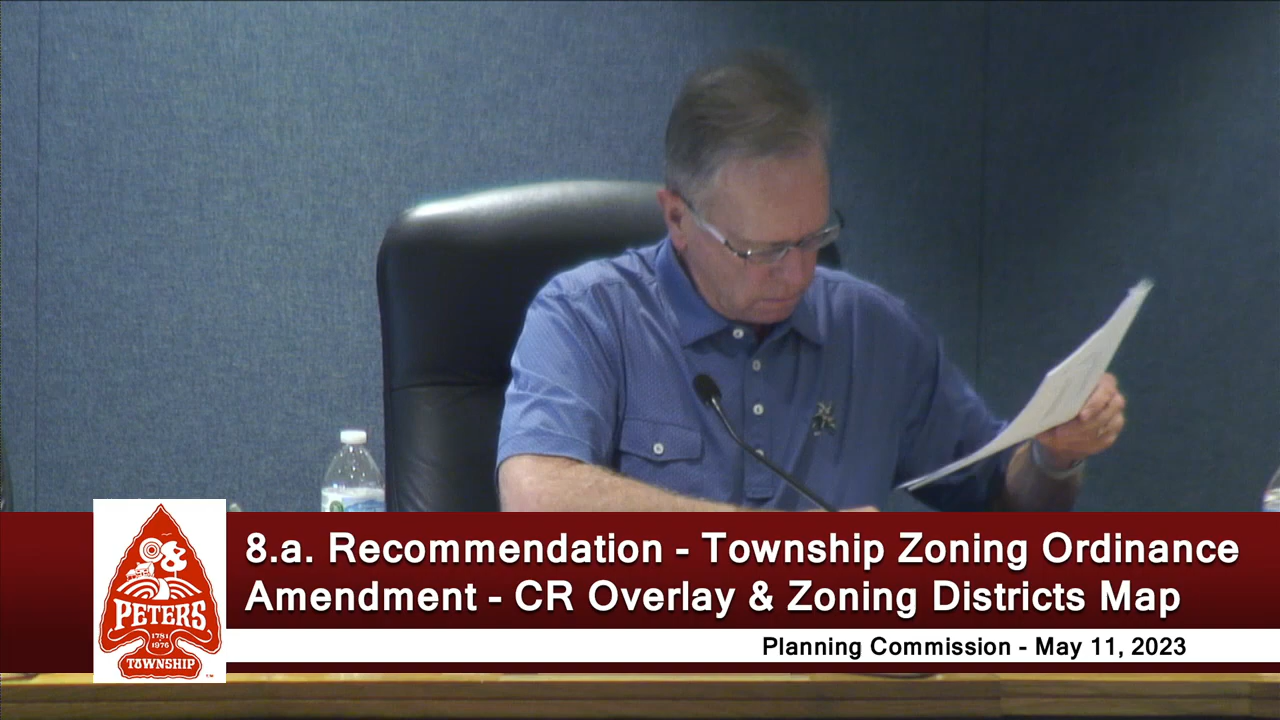 8.a. Recommendation - Township Zoning Ordinance
Amendment - CR Overlay & Zoning Districts Map
Planning Commission - May 11, 2023
PETERS
1781
1976
TOWNSHIP